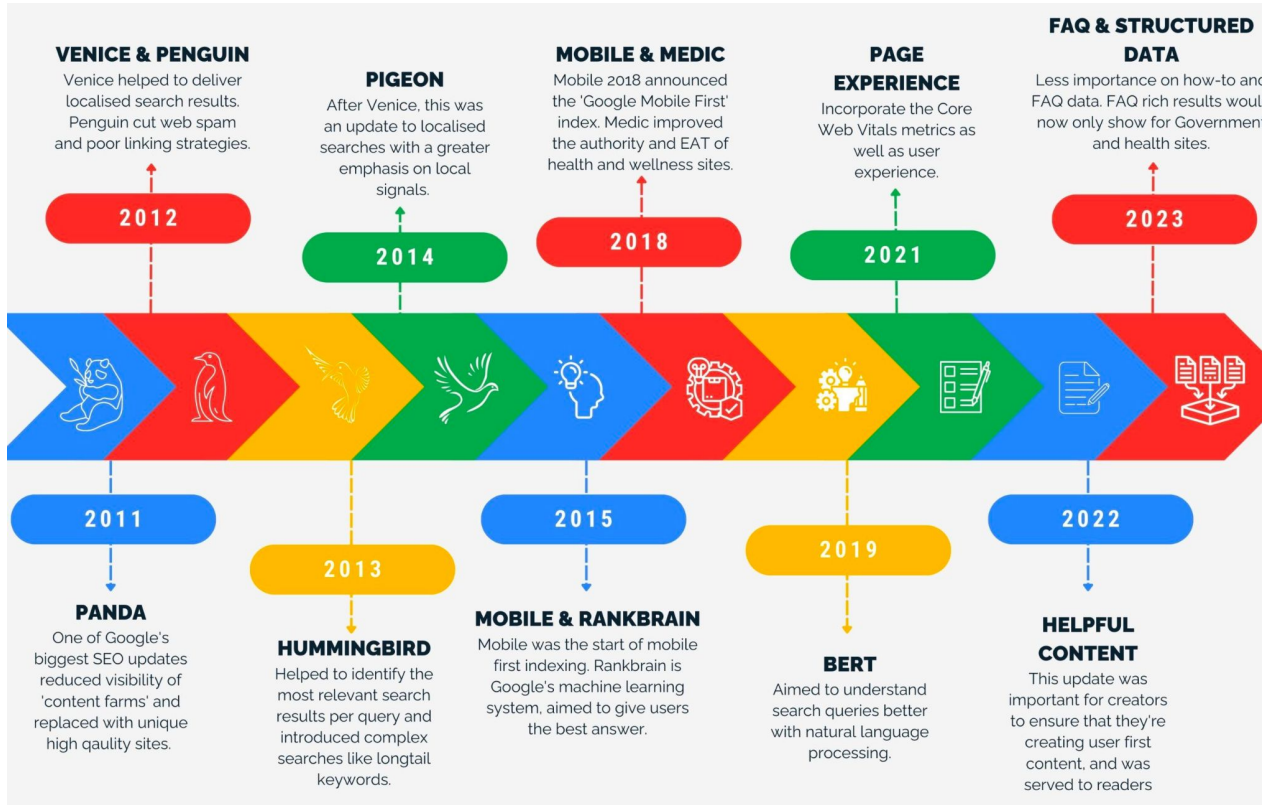 VENICE & PENGUIN
Venice helped to deliver
localised search results.
Penguin cut web spam
and poor linking strategies.
2012
PIGEON
After Venice, this was
an update to localised
searches with a greater
emphasis on local
signals.
2014
MOBILE & MEDIC
Mobile 2018 announced
the 'Google Mobile First'
index. Medic improved
the authority and EAT of
health and wellness sites.
2018
PAGE
EXPERIENCE
Incorporate the Core
Web Vitals metrics as
well as user
experience.
2021
FAQ & STRUCTURED
DATA
Less importance on how-to and
FAQ data. FAQ rich results would
now only show for Government
and health sites.
2023
2011
PANDA
One of Google's
biggest SEO updates
reduced visibility of
'content farms' and
replaced with unique
high qaulity sites.
2013
HUMMINGBIRD
Helped to identify the
most relevant search
results per query and
introduced complex
searches like longtail
keywords.
2015
MOBILE & RANKBRAIN
Mobile was the start of mobile
first indexing. Rankbrain is
Google's machine learning
system, aimed to give users
the best answer.
2019
BERT
Aimed to understand
search queries better
with natural language
processing.
2022
HELPFUL
CONTENT
This update was
important for creators
to ensure that they're
creating user first
content, and was
served to readers